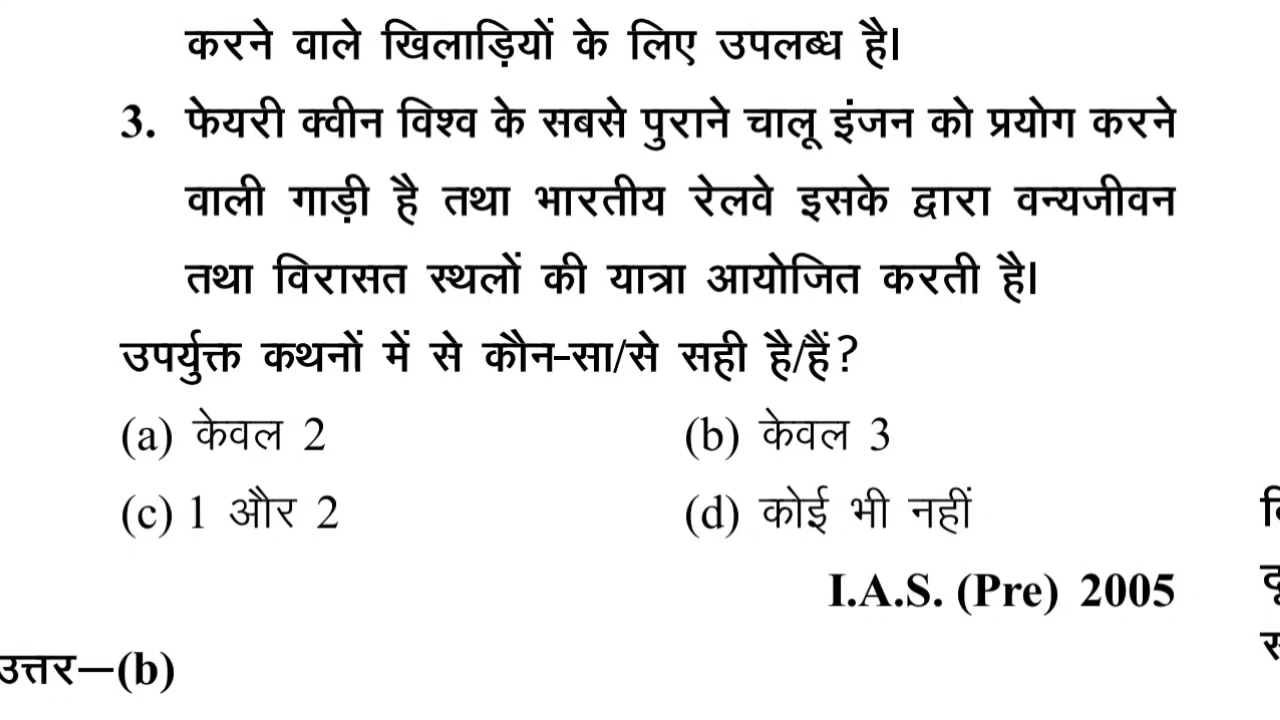 करने वाले खिलाड़ियों के लिए उपलब्ध है।
3. फेयरी क्वीन विश्व के सबसे पुराने चालू इंजन को प्रयोग करने
वाली गाड़ी है तथा भारतीय रेलवे इसके द्वारा वन्यजीवन
तथा विरासत स्थलों की यात्रा आयोजित करती है।
उपर्युक्त कथनों में से कौन-सा/से सही है/हैं?
(a) केवल 2 (b) केवल 3
(c) 1 और 2 (d) कोई भी नहीं
I.A.S. (Pre) 2005
उत्तर—(b)